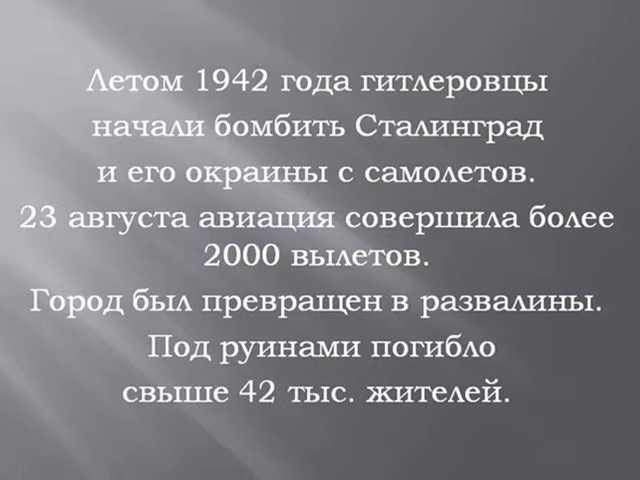 Летом 1942 года гитлеровцы
начали бомбить Сталинград
и его окраины с самолетов.
23 августа авиация совершила более
2000 вылетов.
Город был превращен в развалины.
Под руинами погибло
свыше 42 тыс. жителей.